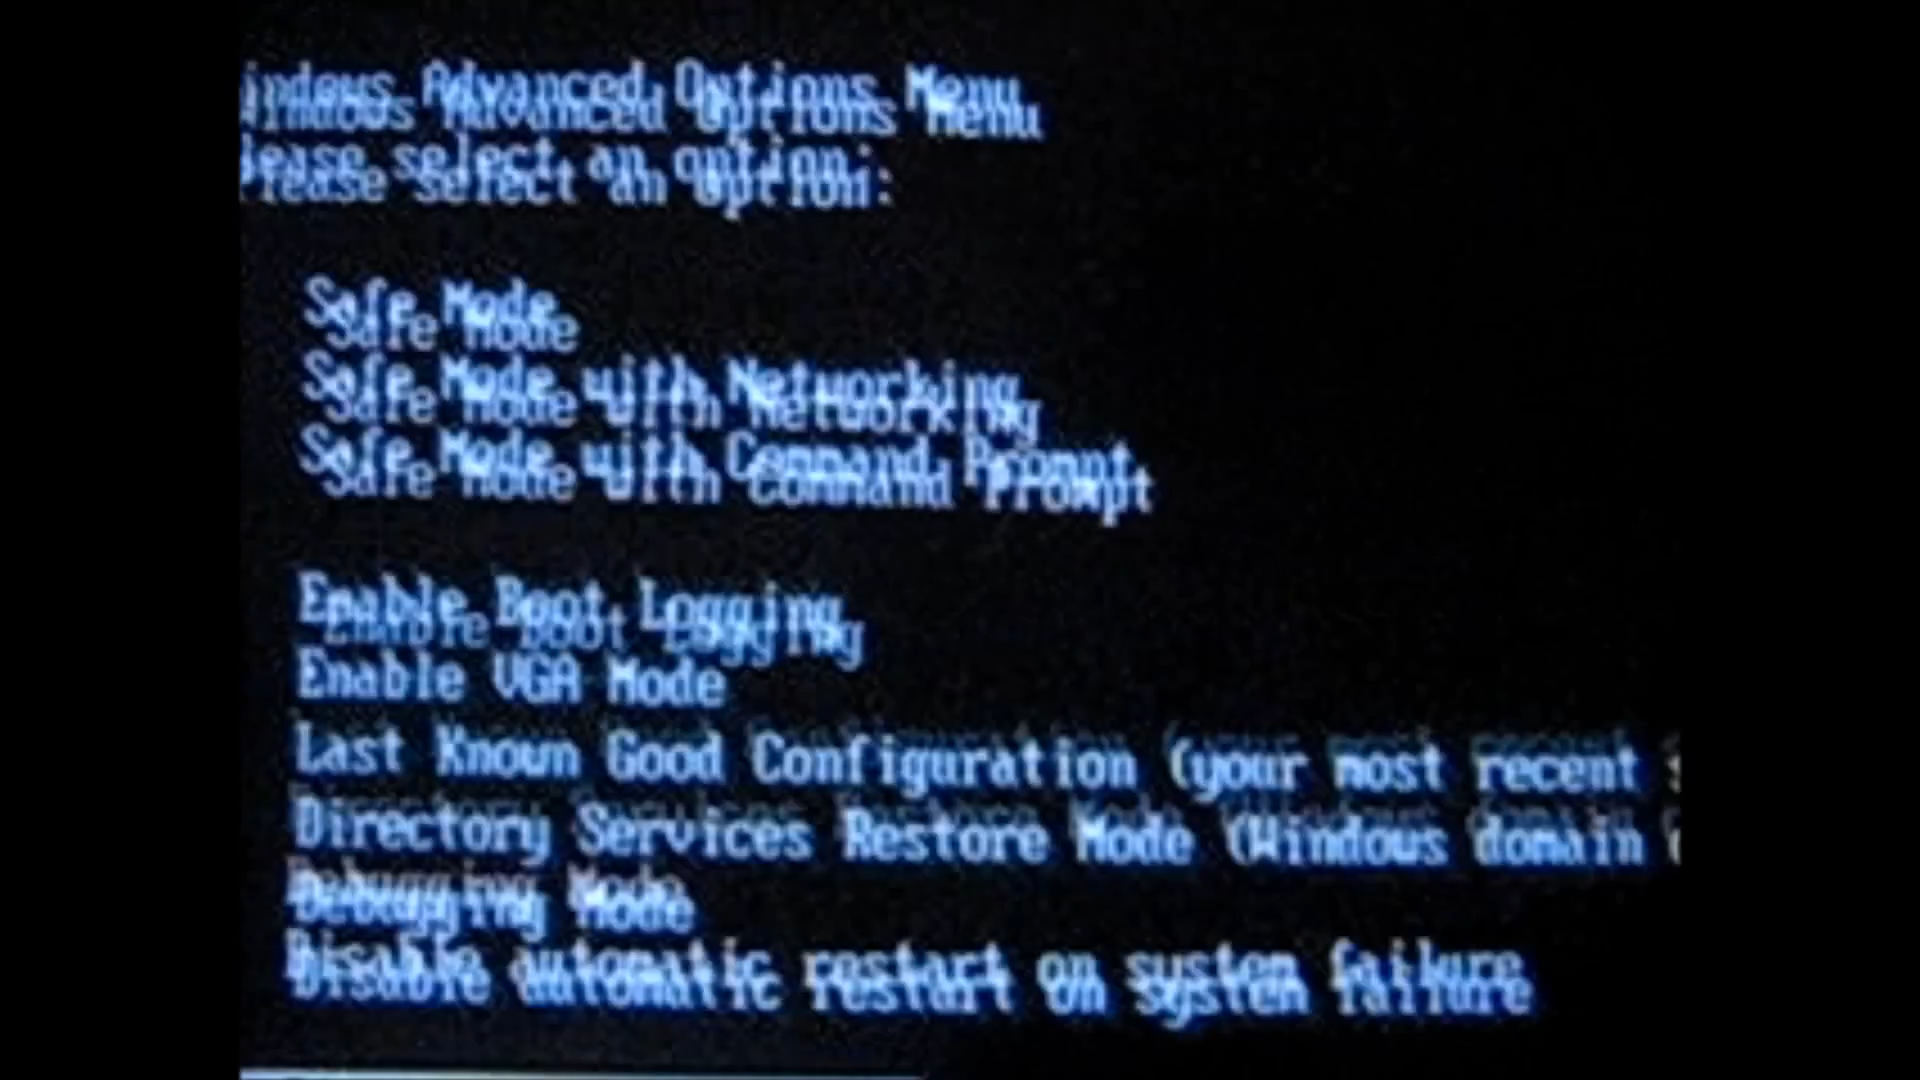 indows Advanced Options Menu
lease select an option:
Safe Mode
Safe Mode with Networking
Safe Mode with Command Prompt
Enable Boot Logging
Enable VGA Mode
Last Known Good Configuration (your most recent
Directory Services Restore Mode (Windows domain
Debugging Mode
Disable automatic restart on system failure